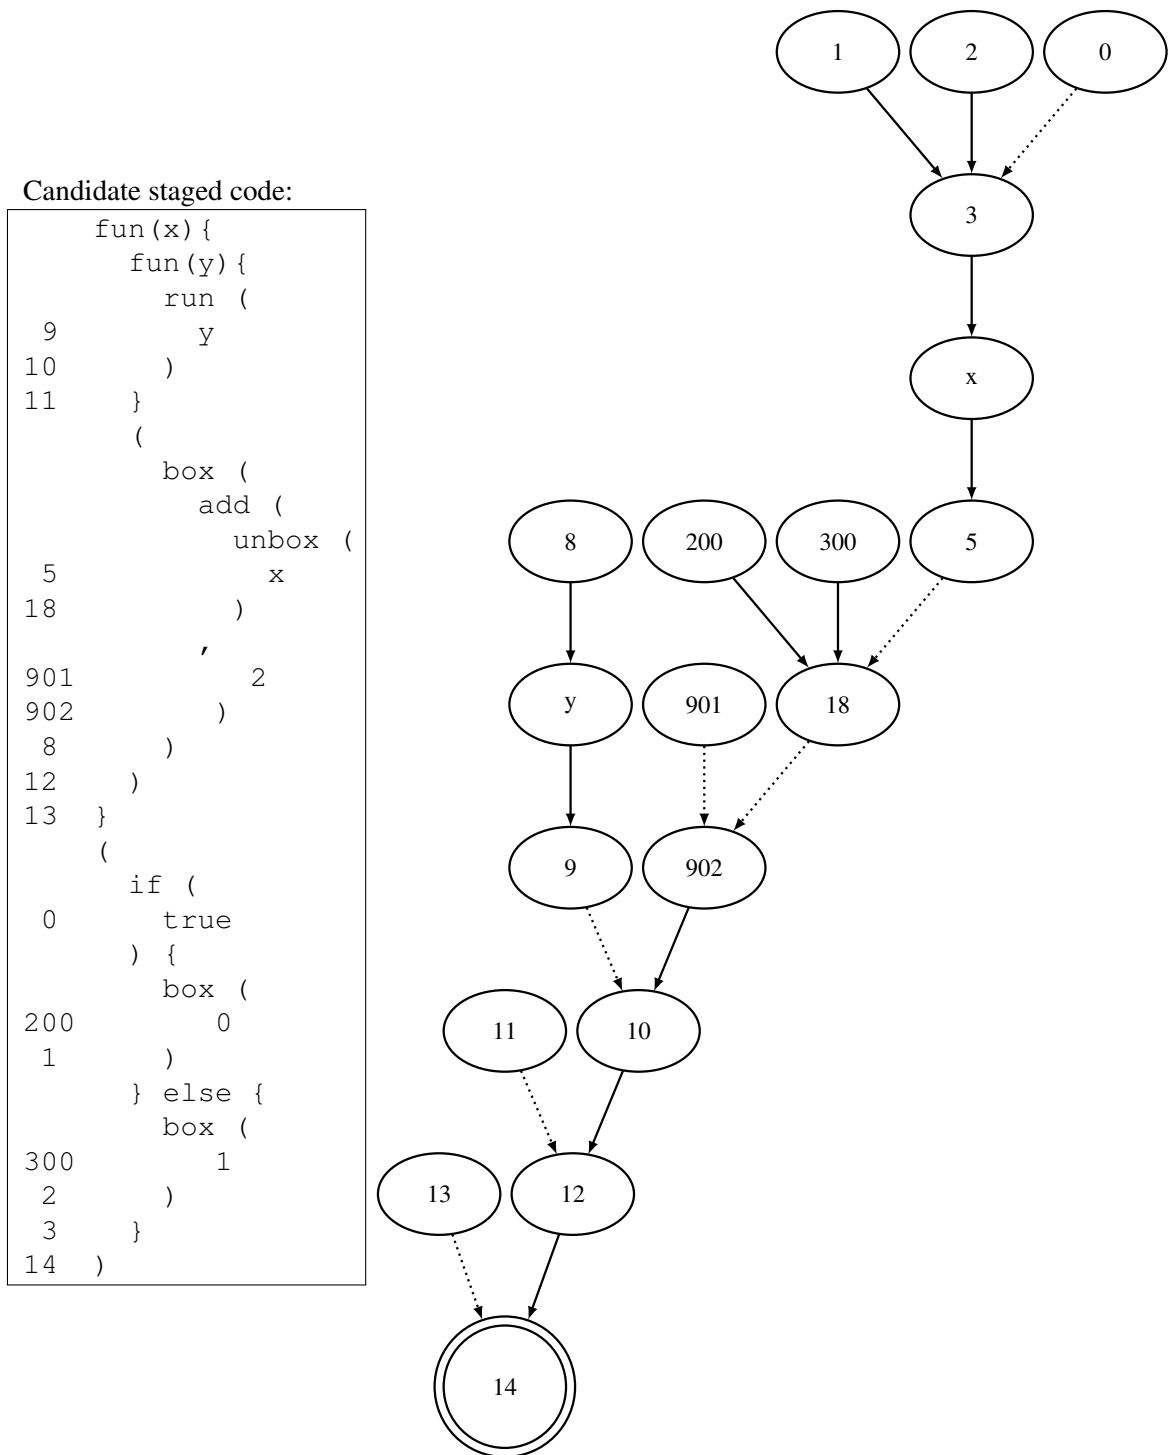 Candidate staged code:
fun(x){
fun(y){
run (
9 y
10 )
11 }
(
box (
add (
unbox (
5 x
18 )
,
901 2
902 )
8 )
12 )
13 }
(
if (
0 true
) {
box (
200 0
1 )
} else {
box (
300 1
2 )
3 }
14 )
1 2 0
3
x
8 200 300 5
y 901 18
9 902
11 10
13 12
14